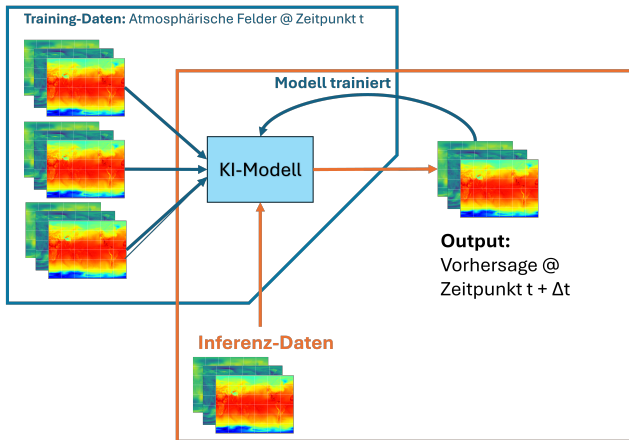 Training-Daten: Atmosphärische Felder @ Zeitpunkt t
Modell trainiert
KI-Modell
Output:
Vorhersage @
Zeitpunkt t + Δt
Inferenz-Daten